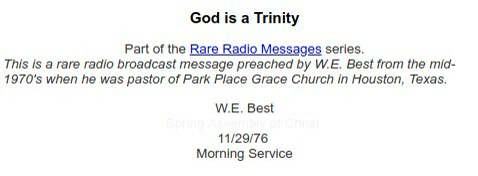 God is a Trinity
Part of the Rare Radio Messages series.
This is a rare radio broadcast message preached by W.E. Best from the mid-
1970's when he was pastor of Park Place Grace Church in Houston, Texas.
W.E. Best
Spring Assembly of Christ
11/29/76
Morning Service